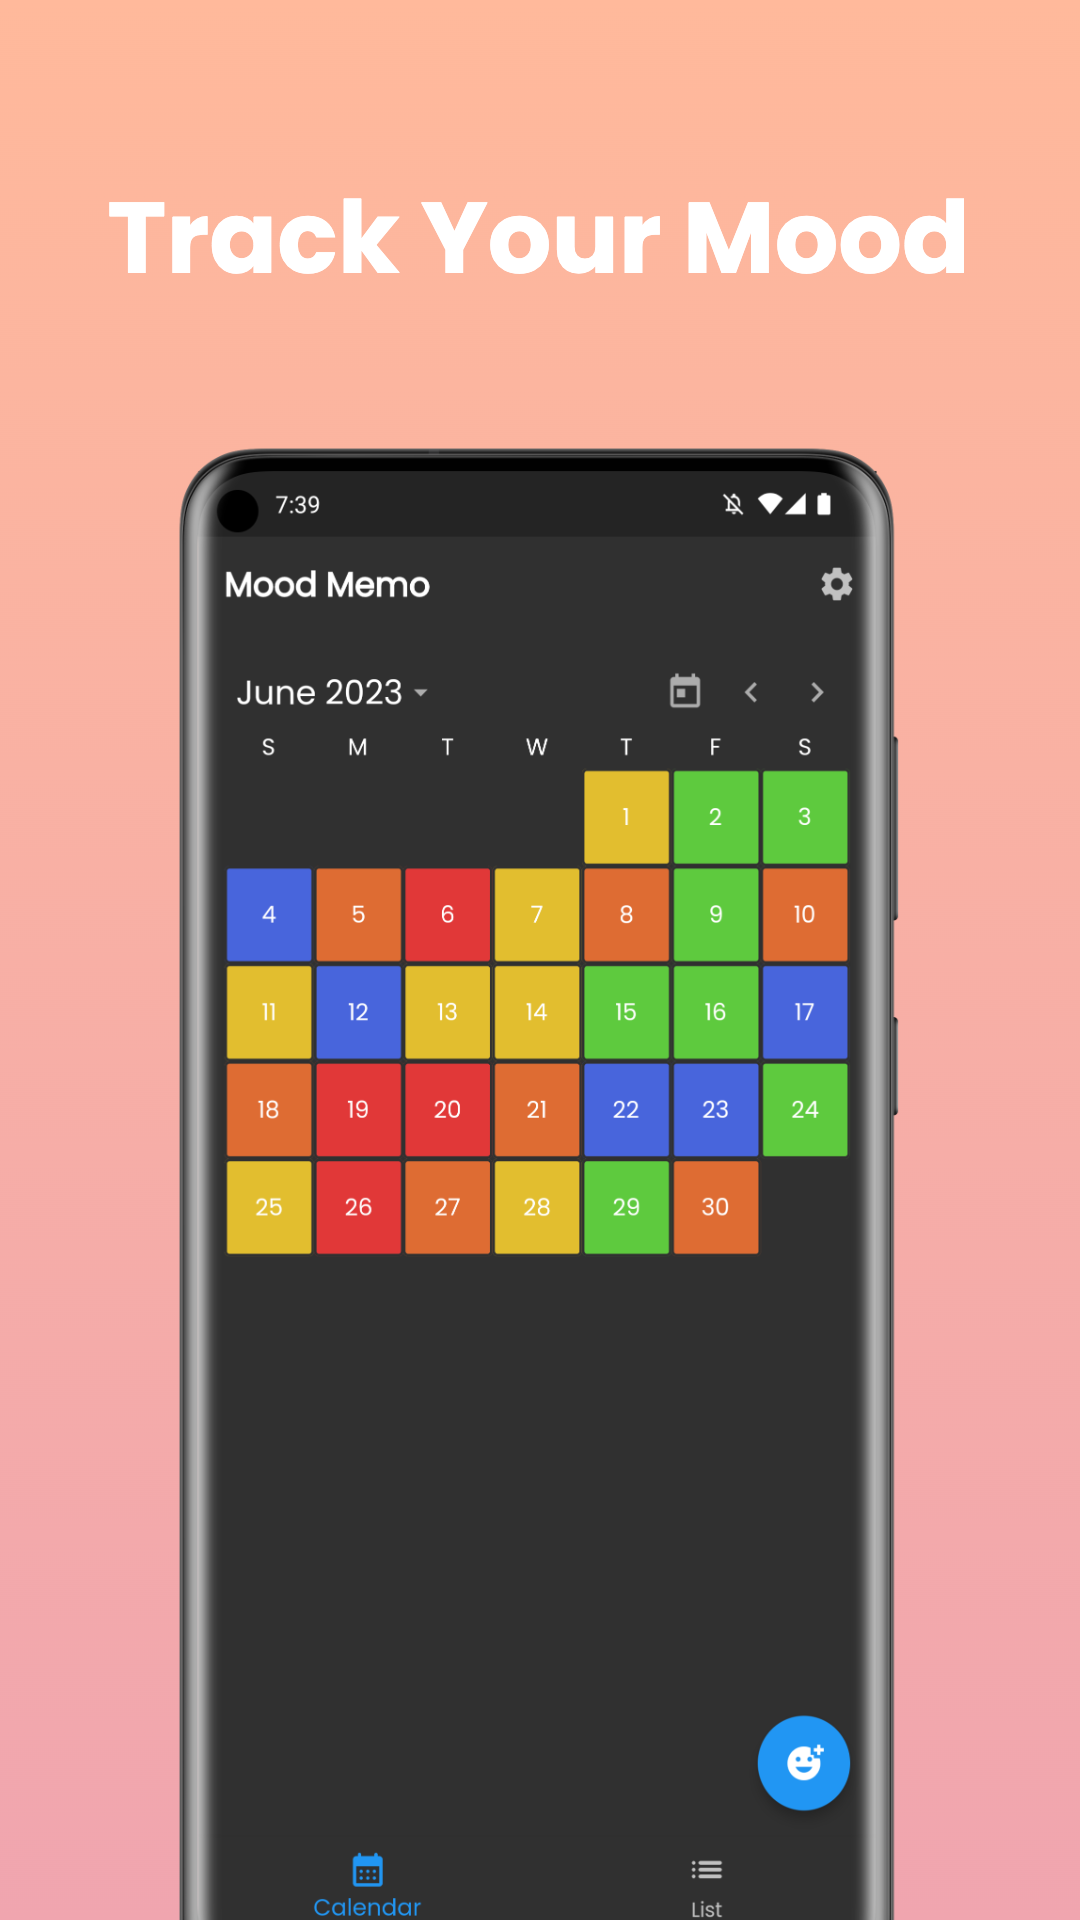 Track Your Mood
7:39
Mood Memo
June 2023
S M T W T F S
1 2 3
4 5 6 7 8 9 10
11 12 13 14 15 16 17
18 19 20 21 22 23 24
25 26 27 28 29 30
Calendar List